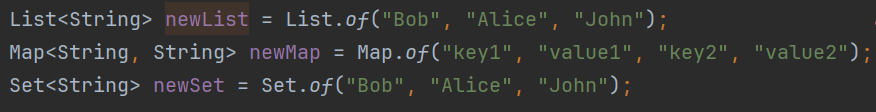 List<String> newList = List.of("Bob", "Alice", "John");
Map<String, String> newMap = Map.of("key1", "value1", "key2", "value2");
Set<String> newSet = Set.of("Bob", "Alice", "John");